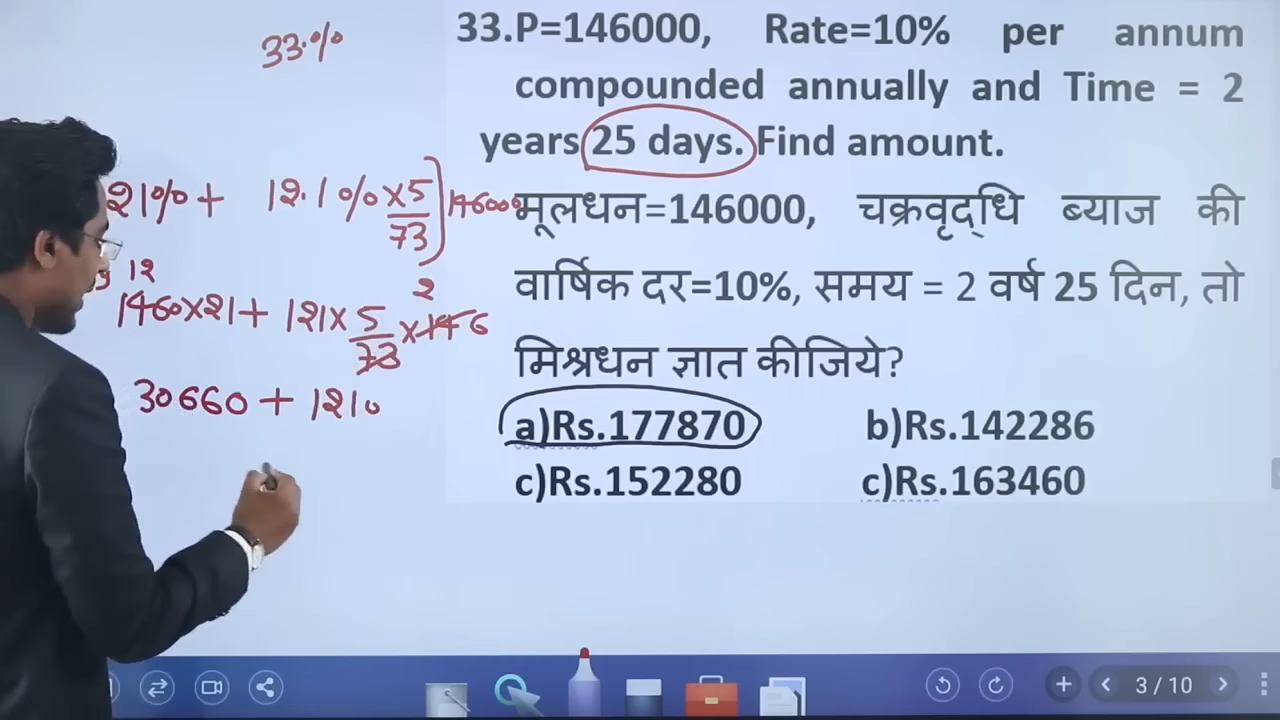 33.%
33.P=146000, Rate=10% per annum
compounded annually and Time = 2
years 25 days. Find amount.
21% + 12.1%×5/73] 146000
मूलधन=146000, चक्रवृद्धि ब्याज की
वार्षिक दर=10%, समय = 2 वर्ष 25 दिन, तो
मिश्रधन ज्ञात कीजिये?
12
2
1460×21+ 121×5/73×146
30660 + 1210
a)Rs.177870 b)Rs.142286
c)Rs.152280 c)Rs.163460
3 / 10